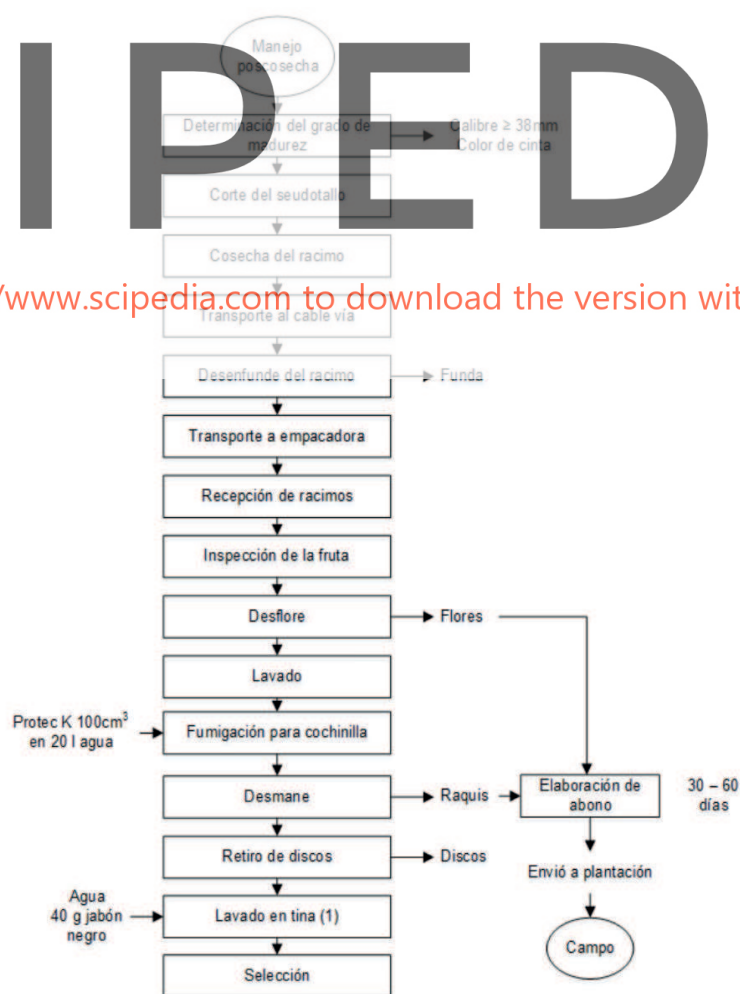 IPED
Manejo
poscosecha
Determinación del grado de
madurez
Calibre ≥ 38mm
Color de cinta
Corte del seudotallo
Cosecha del racimo
/www.scipedia.com to download the version wit
Transporte al cable vía
Desenfunde del racimo
Funda
Transporte a empacadora
Recepción de racimos
Inspección de la fruta
Desflore
Flores
Lavado
Protec K 100cm³
en 20 l agua
Fumigación para cochinilla
Desmane
Raquis
Elaboración de
abono
30 – 60
días
Retiro de discos
Discos
Envió a plantación
Agua
40 g jabón
negro
Lavado en tina (1)
Campo
Selección